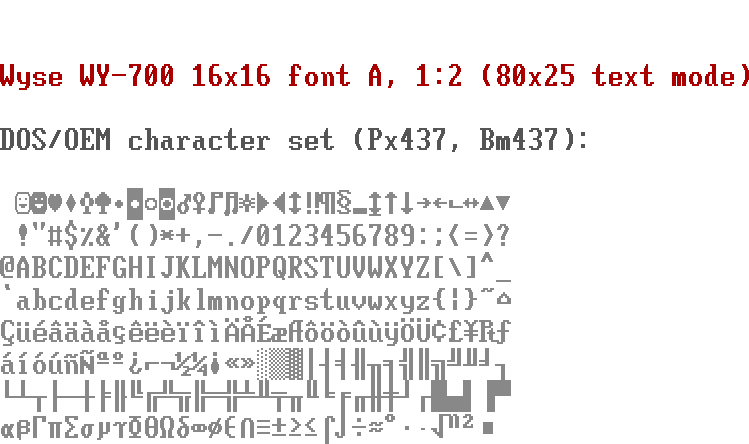 Wyse WY-700 16x16 font A, 1:2 (80x25 text mode)
DOS/OEM character set (Px437, Bm437):
☺☻♥♦♣♠•◘○◙♂♀♪♫☼►◄↕‼¶§▬↨↑↓→←∟↔▲▼
!"#$%&'()*+,-./0123456789:;<=>?
@ABCDEFGHIJKLMNOPQRSTUVWXYZ[\]^_
`abcdefghijklmnopqrstuvwxyz{¦}~⌂
ÇüéâäàåçêëèïîìÄÅÉæÆôöòûùÿÖÜ¢£¥₧ƒ
áíóúñÑªº¿⌐¬½¼¡«»░▒▓│┤╡╢╖╕╣║╗╝╜╛┐
└┴┬├─┼╞╟╚╔╩╦╠═╬╧╨╤╥╙╘╒╓╫╪┘┌█▄▌▐▀
αßΓπΣσµτΦΘΩδ∞φε∩≡±≥≤⌠⌡÷≈°∙·√ⁿ²■